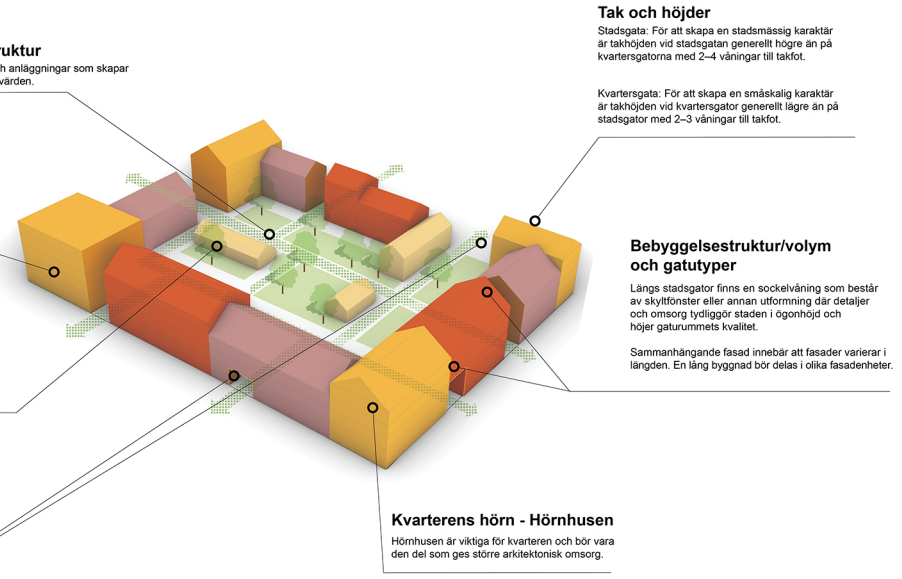 Tak och höjder
Stadsgata: För att skapa en stadsmässig karaktär
är takhöjden vid stadsgatan generellt högre än på
kvartersgatorna med 2–4 våningar till takfot.
Kvartersgata: För att skapa en småskalig karaktär
är takhöjden vid kvartersgator generellt lägre än på
stadsgator med 2–3 våningar till takfot.
ruktur
ch anläggningar som skapar
värden.
Bebyggelsestruktur/volym
och gatutyper
Längs stadsgator finns en sockelvåning som består
av skyltfönster eller annan utformning där detaljer
och omsorg tydliggör staden i ögonhöjd och
höjer gaturummets kvalitet.
Sammanhängande fasad innebär att fasader varierar i
längden. En lång byggnad bör delas i olika fasadenheter.
Kvarterens hörn - Hörnhusen
Hörnhusen är viktiga för kvarteren och bör vara
den del som ges större arkitektonisk omsorg.